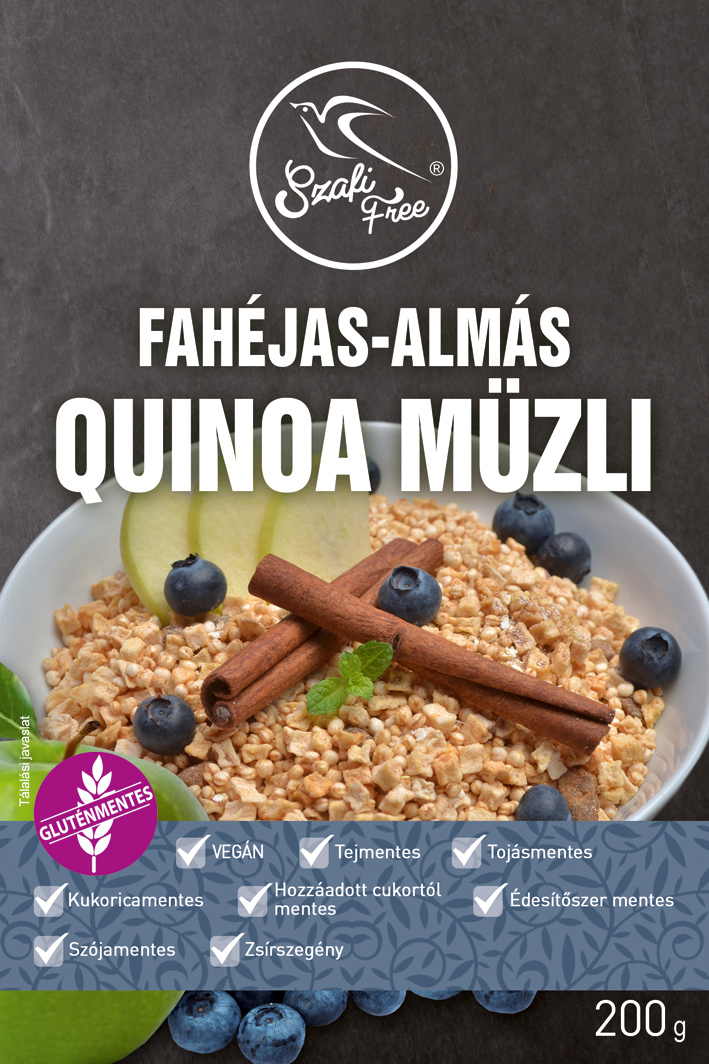 Szafi
Free
®
FAHÉJAS-ALMÁS
QUINOA MÜZLI
Tálalási javaslat
GLUTÉNMENTES
VEGÁN
Tejmentes
Tojásmentes
Kukoricamentes
Hozzáadott cukortól
mentes
Édesítőszer mentes
Szójamentes
Zsírszegény
200 g